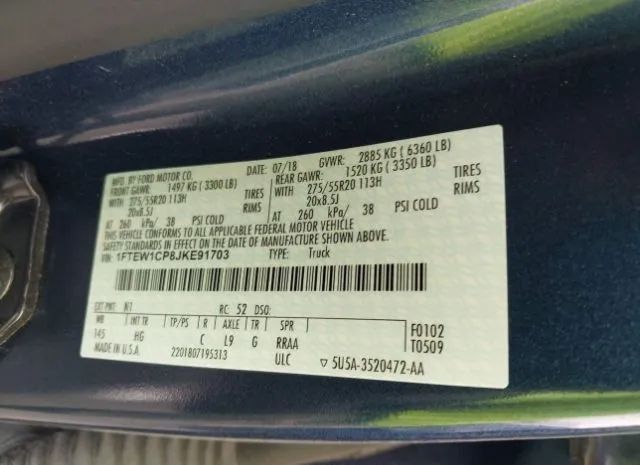 MFD. BY FORD MOTOR CO. DATE: 07/18 GVWR: 2885 KG ( 6360 LB)
FRONT GAWR: 1497 KG ( 3300 LB) REAR GAWR: 1520 KG ( 3350 LB)
WITH 275/55R20 113H TIRES WITH 275/55R20 113H TIRES
20x8.5J RIMS 20x8.5J RIMS
AT 260 kPa/ 38 PSI COLD AT 260 kPa/ 38 PSI COLD
THIS VEHICLE CONFORMS TO ALL APPLICABLE FEDERAL MOTOR VEHICLE
SAFETY STANDARDS IN EFFECT ON THE DATE OF MANUFACTURE SHOWN ABOVE.
VIN: 1FTEW1CP8JKE91703 TYPE: Truck
EXT PNT: N1 RC: 52 DSO:
WB INT TR TP/PS R AXLE TR SPR F0102
145 HG C L9 G RRAA T0509
MADE IN U.S.A. 2201807195313 ULC ▽ 5U5A-3520472-AA